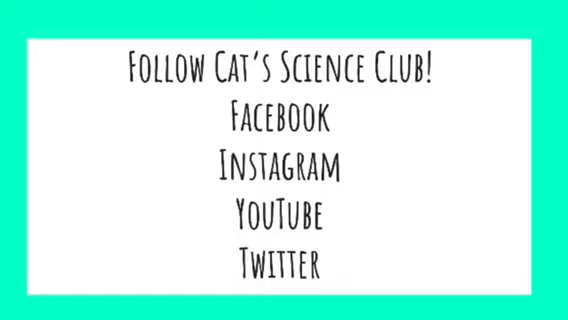 Follow Cat's Science Club!
Facebook
Instagram
YouTube
Twitter